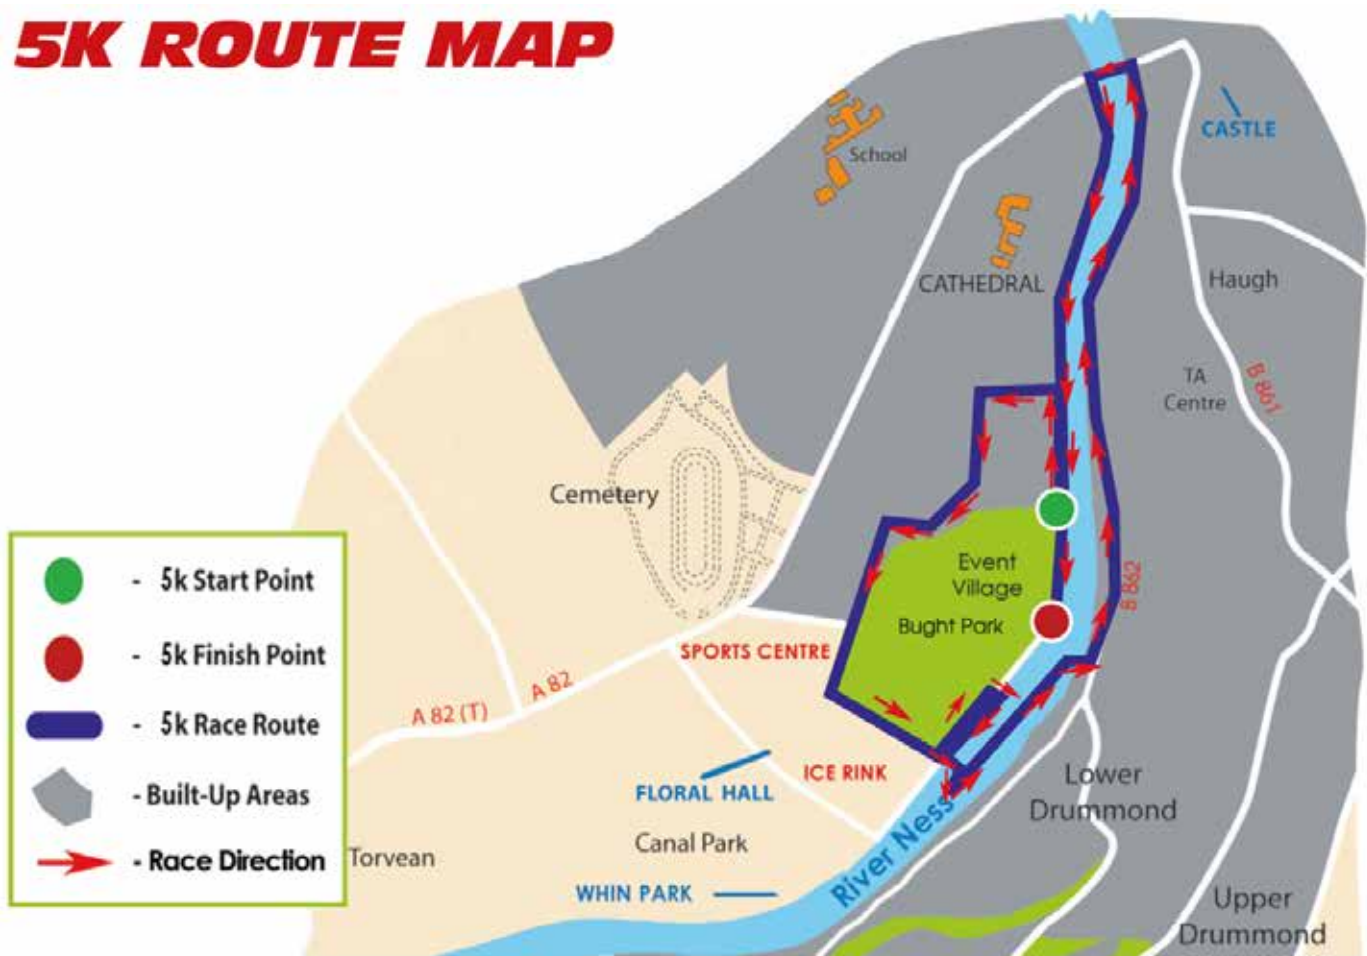 5K ROUTE MAP
School
CASTLE
CATHEDRAL
Haugh
TA
Centre
B 861
Cemetery
Event
Village
Bught Park
B 862
SPORTS CENTRE
A 82
A 82 (T)
ICE RINK
FLORAL HALL
Canal Park
WHIN PARK
River Ness
Lower
Drummond
Upper
Drummond
Torvean
- 5k Start Point
- 5k Finish Point
- 5k Race Route
- Built-Up Areas
- Race Direction